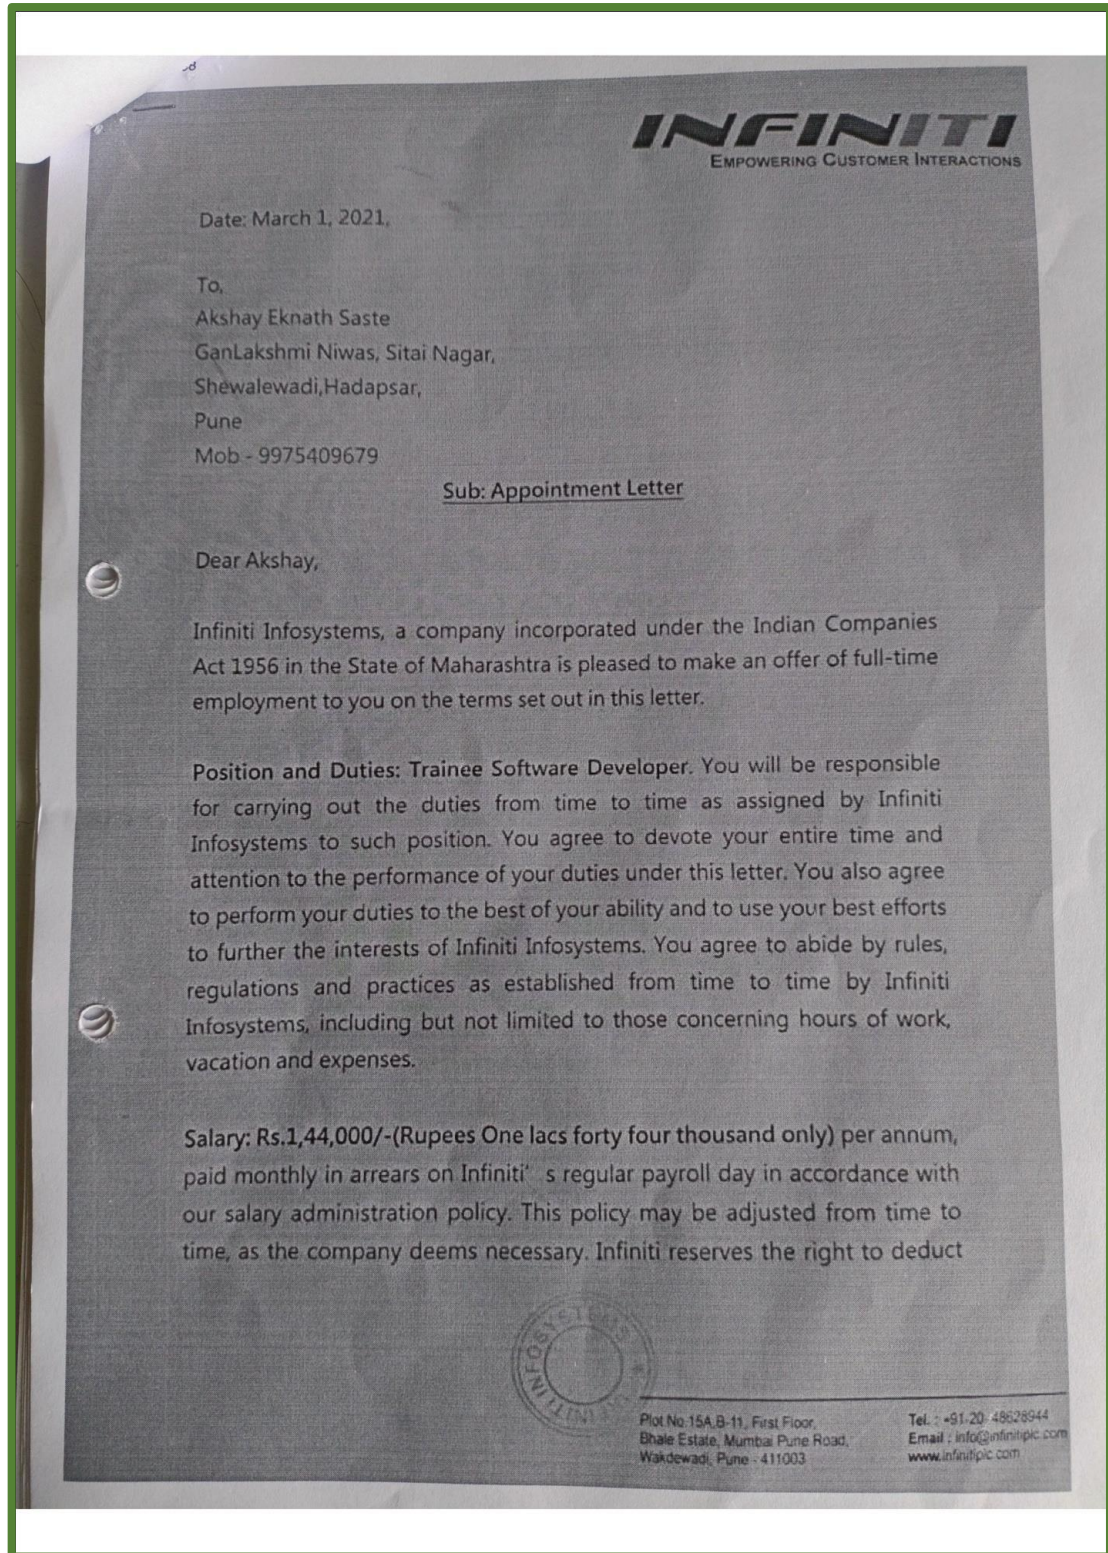 INFINITI
EMPOWERING CUSTOMER INTERACTIONS
Date: March 1, 2021,
To,
Akshay Eknath Saste
GanLakshmi Niwas, Sitai Nagar,
Shewalewadi,Hadapsar,
Pune
Mob - 9975409679
Sub: Appointment Letter
Dear Akshay,
Infiniti Infosystems, a company incorporated under the Indian Companies
Act 1956 in the State of Maharashtra is pleased to make an offer of full-time
employment to you on the terms set out in this letter.
Position and Duties: Trainee Software Developer. You will be responsible
for carrying out the duties from time to time as assigned by Infiniti
Infosystems to such position. You agree to devote your entire time and
attention to the performance of your duties under this letter. You also agree
to perform your duties to the best of your ability and to use your best efforts
to further the interests of Infiniti Infosystems. You agree to abide by rules,
regulations and practices as established from time to time by Infiniti
Infosystems, including but not limited to those concerning hours of work,
vacation and expenses.
Salary: Rs.1,44,000/-(Rupees One lacs forty four thousand only) per annum,
paid monthly in arrears on Infiniti' s regular payroll day in accordance with
our salary administration policy. This policy may be adjusted from time to
time, as the company deems necessary. Infiniti reserves the right to deduct
INFINITI INFOSYSTEMS
Plot No 15A,B-11, First Floor,
Bhale Estate, Mumbai Pune Road,
Wakdewadi, Pune - 411003
Tel. : +91-20- 48628944
Email : info@infinitiplc.com
www.infinitiplc.com